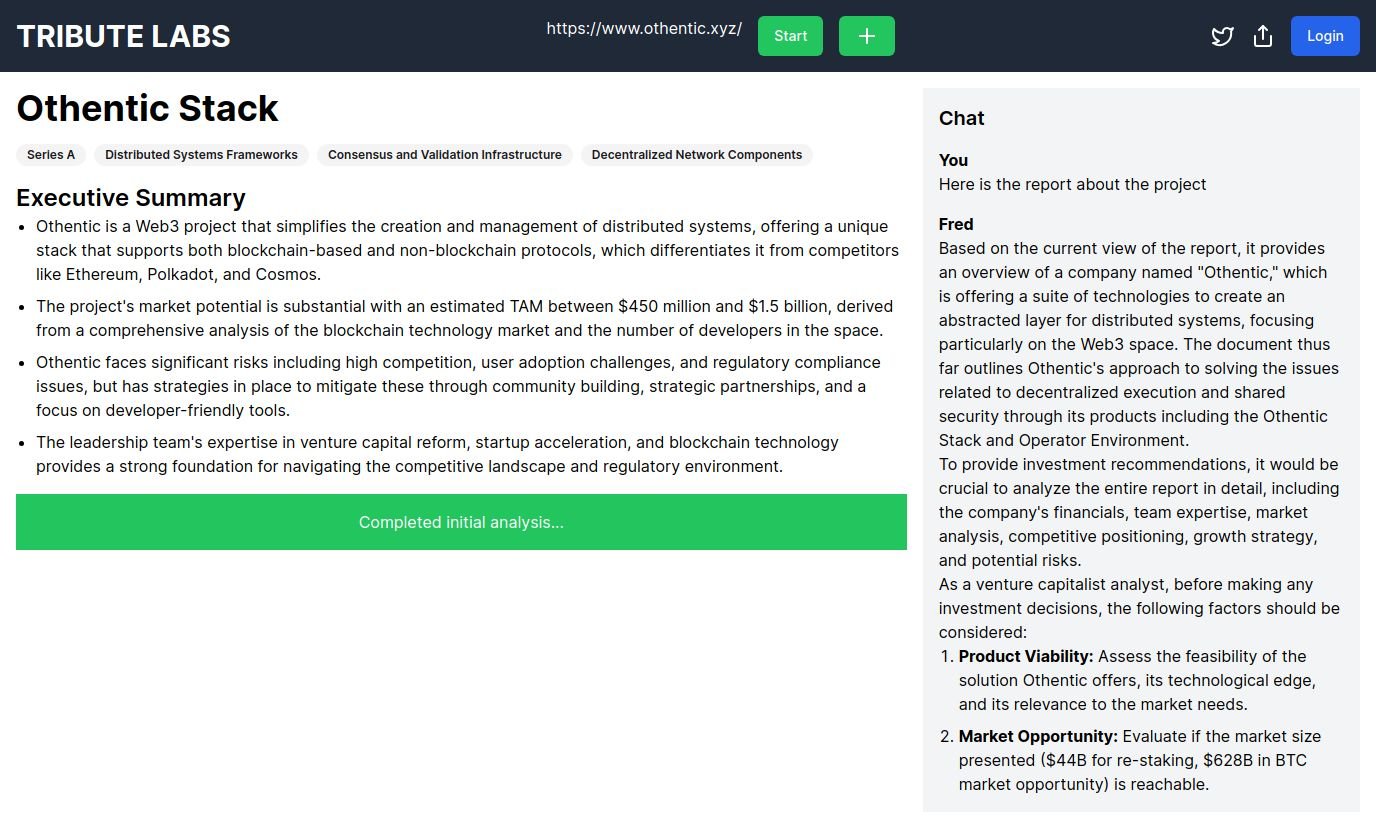 TRIBUTE LABS
https://www.othentic.xyz/
Start
Login
Othentic Stack
Series A
Distributed Systems Frameworks
Consensus and Validation Infrastructure
Decentralized Network Components
Executive Summary
• Othentic is a Web3 project that simplifies the creation and management of distributed systems, offering a unique
stack that supports both blockchain-based and non-blockchain protocols, which differentiates it from competitors
like Ethereum, Polkadot, and Cosmos.
• The project's market potential is substantial with an estimated TAM between $450 million and $1.5 billion, derived
from a comprehensive analysis of the blockchain technology market and the number of developers in the space.
• Othentic faces significant risks including high competition, user adoption challenges, and regulatory compliance
issues, but has strategies in place to mitigate these through community building, strategic partnerships, and a
focus on developer-friendly tools.
• The leadership team's expertise in venture capital reform, startup acceleration, and blockchain technology
provides a strong foundation for navigating the competitive landscape and regulatory environment.
Completed initial analysis...
Chat
You
Here is the report about the project
Fred
Based on the current view of the report, it provides
an overview of a company named "Othentic," which
is offering a suite of technologies to create an
abstracted layer for distributed systems, focusing
particularly on the Web3 space. The document thus
far outlines Othentic's approach to solving the issues
related to decentralized execution and shared
security through its products including the Othentic
Stack and Operator Environment.
To provide investment recommendations, it would be
crucial to analyze the entire report in detail, including
the company's financials, team expertise, market
analysis, competitive positioning, growth strategy,
and potential risks.
As a venture capitalist analyst, before making any
investment decisions, the following factors should be
considered:
1. Product Viability: Assess the feasibility of the
solution Othentic offers, its technological edge,
and its relevance to the market needs.
2. Market Opportunity: Evaluate if the market size
presented ($44B for re-staking, $628B in BTC
market opportunity) is reachable.